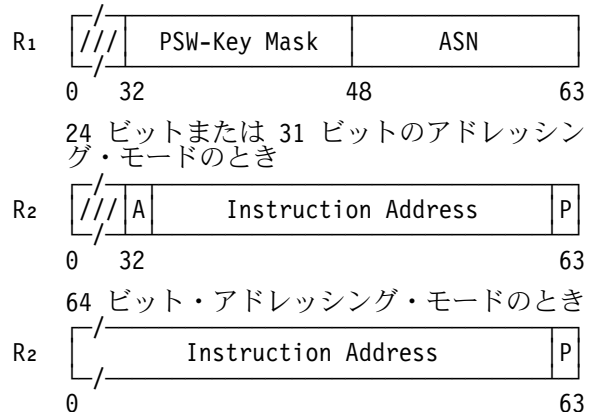 R₁ /// PSW-Key Mask ASN
0 32 48 63
24 ビットまたは 31 ビットのアドレッシン
グ・モードのとき
R₂ /// A Instruction Address P
0 32 63
64 ビット・アドレッシング・モードのとき
R₂ Instruction Address P
0 63